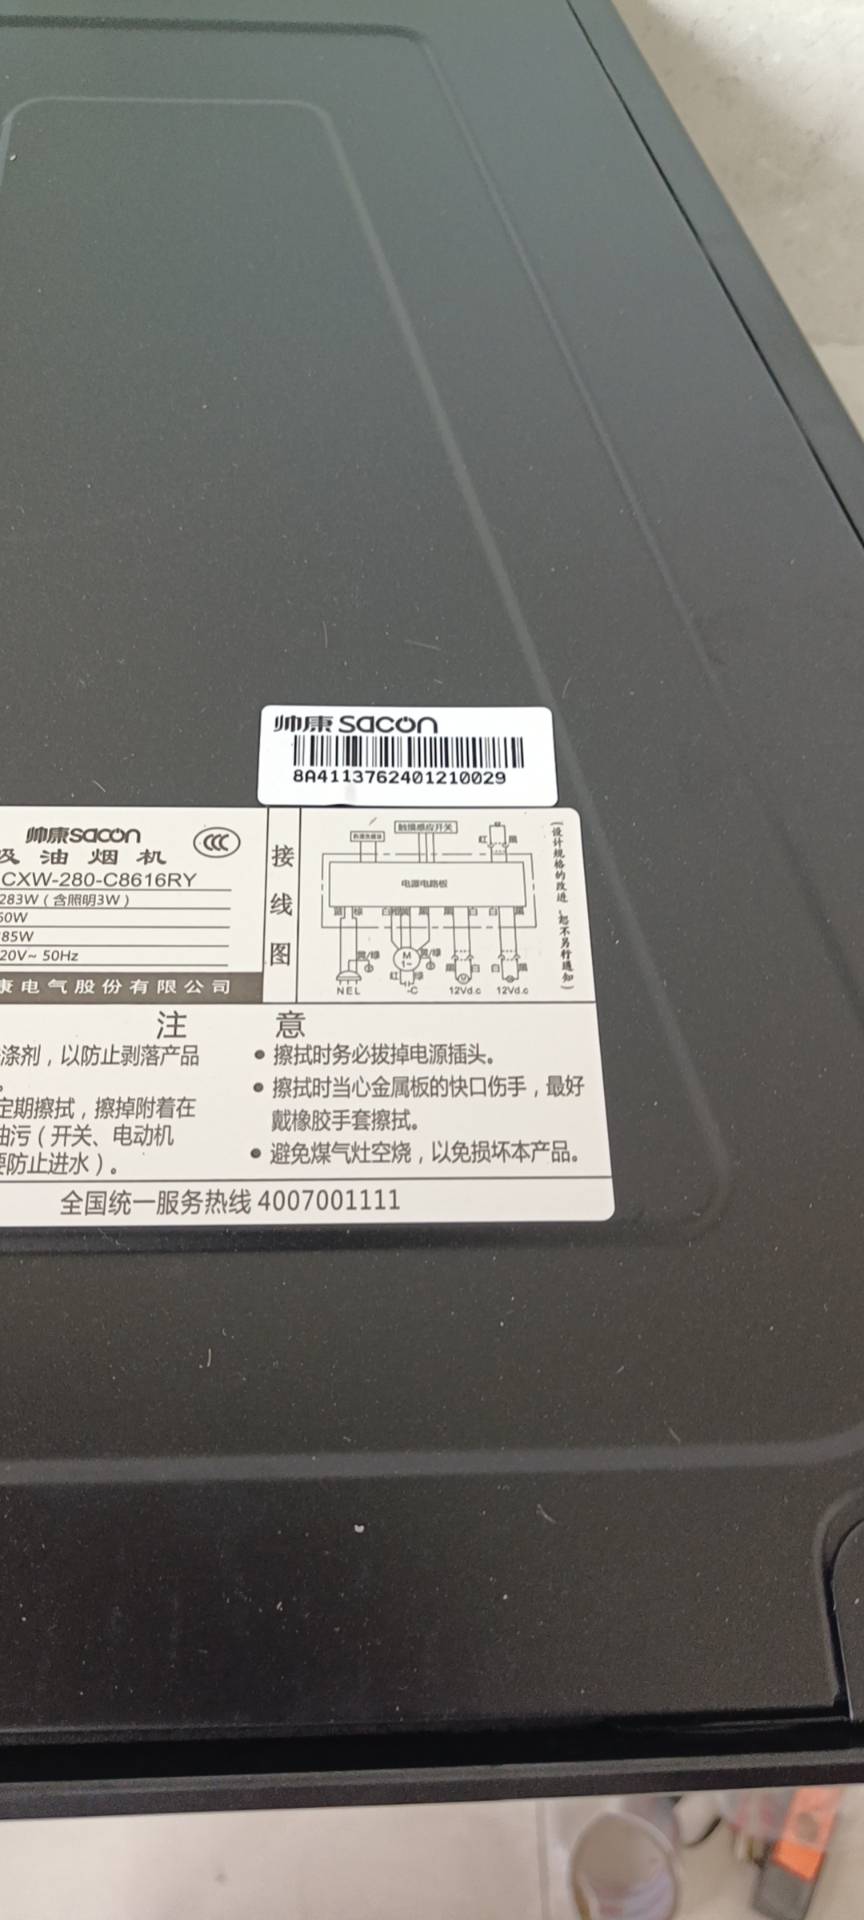 帅康 sacon
8A4113762401210029
帅康sacon
吸油烟机
CXW-280-C8616RY
283W（含照明3W）
60W
85W
20V~ 50Hz
康电气股份有限公司
接线图
触摸感应开关
红
黑
电源电路板
N E L
M
1~
C
12Vd.c
12Vd.c
（设计规格的改进，恕不另行通知）
注 意
涤剂，以防止剥落产品
。
定期擦拭，擦掉附着在
油污（开关、电动机
要防止进水）。
● 擦拭时务必拔掉电源插头。
● 擦拭时当心金属板的快口伤手，最好
戴橡胶手套擦拭。
● 避免煤气灶空烧，以免损坏本产品。
全国统一服务热线 4007001111